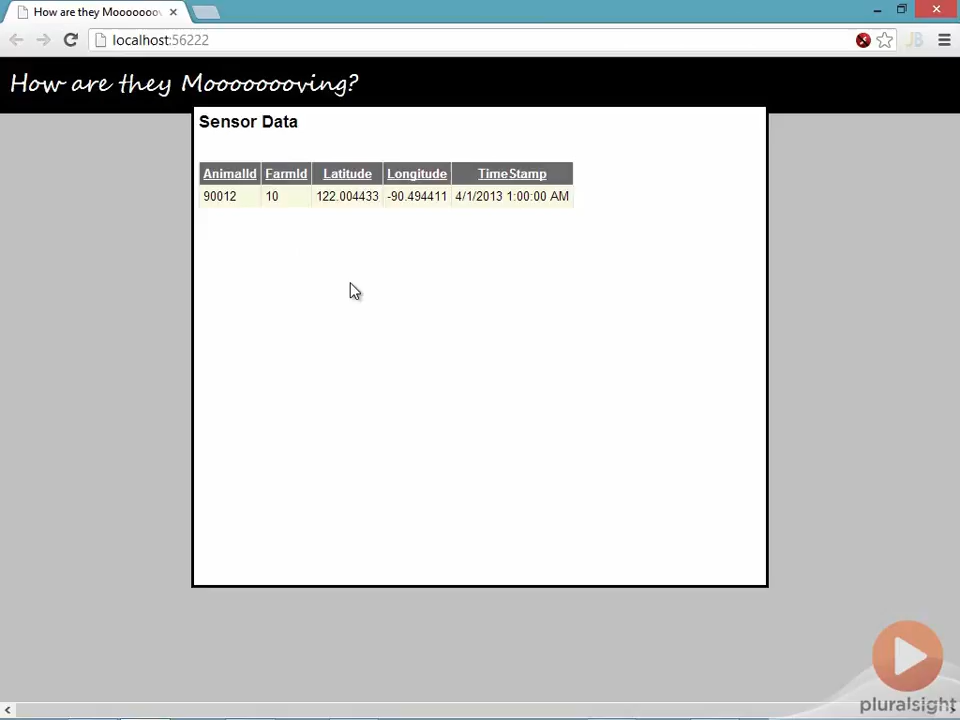 How are they Mooooooov
localhost:56222
JB
How are they Moooooooving?
Sensor Data
AnimalId FarmId Latitude Longitude TimeStamp
90012 10 122.004433 -90.494411 4/1/2013 1:00:00 AM
pluralsight